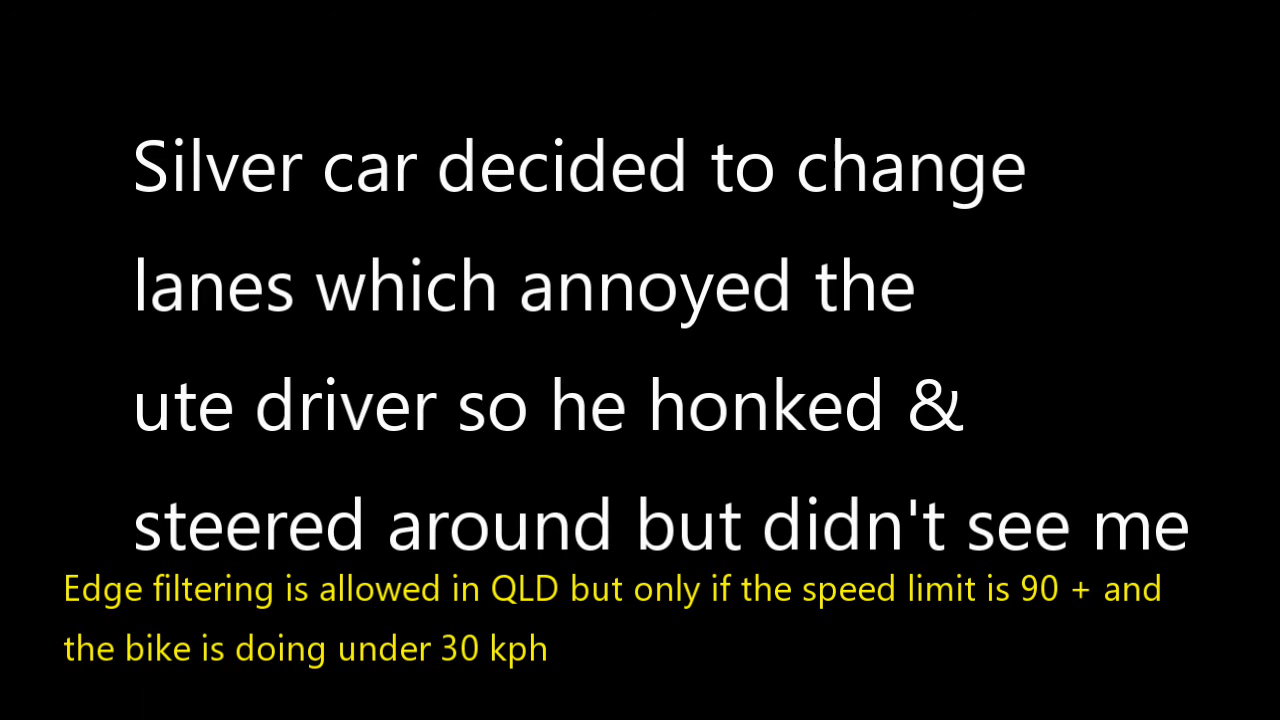 Silver car decided to change
lanes which annoyed the
ute driver so he honked &
steered around but didn't see me
Edge filtering is allowed in QLD but only if the speed limit is 90 + and
the bike is doing under 30 kph